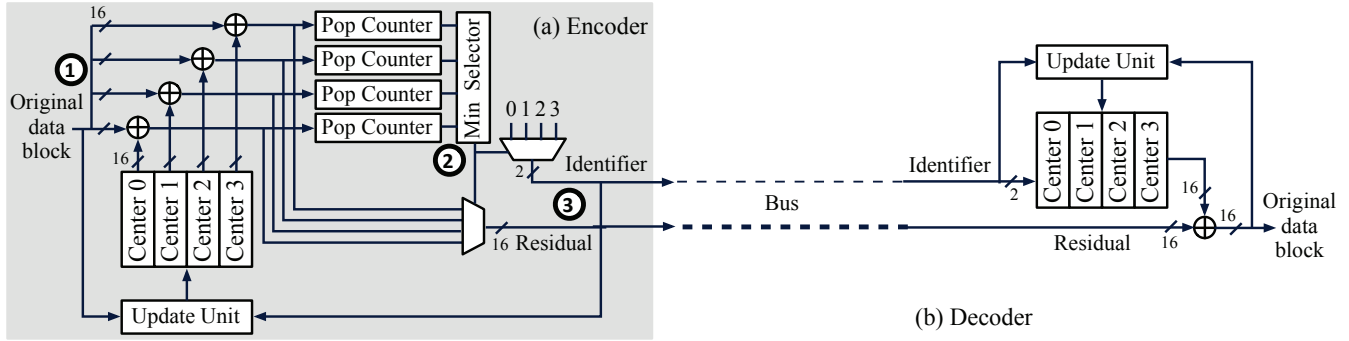 16
Pop Counter
(a) Encoder
Pop Counter
Pop Counter
Pop Counter
Min Selector
1
Original
data
block
16
Center 0
Center 1
Center 2
Center 3
Update Unit
2
0 1 2 3
2
Identifier
3
16
Residual
Bus
Identifier
2
Update Unit
Center 0
Center 1
Center 2
Center 3
16
Residual
16
16
Original
data
block
(b) Decoder